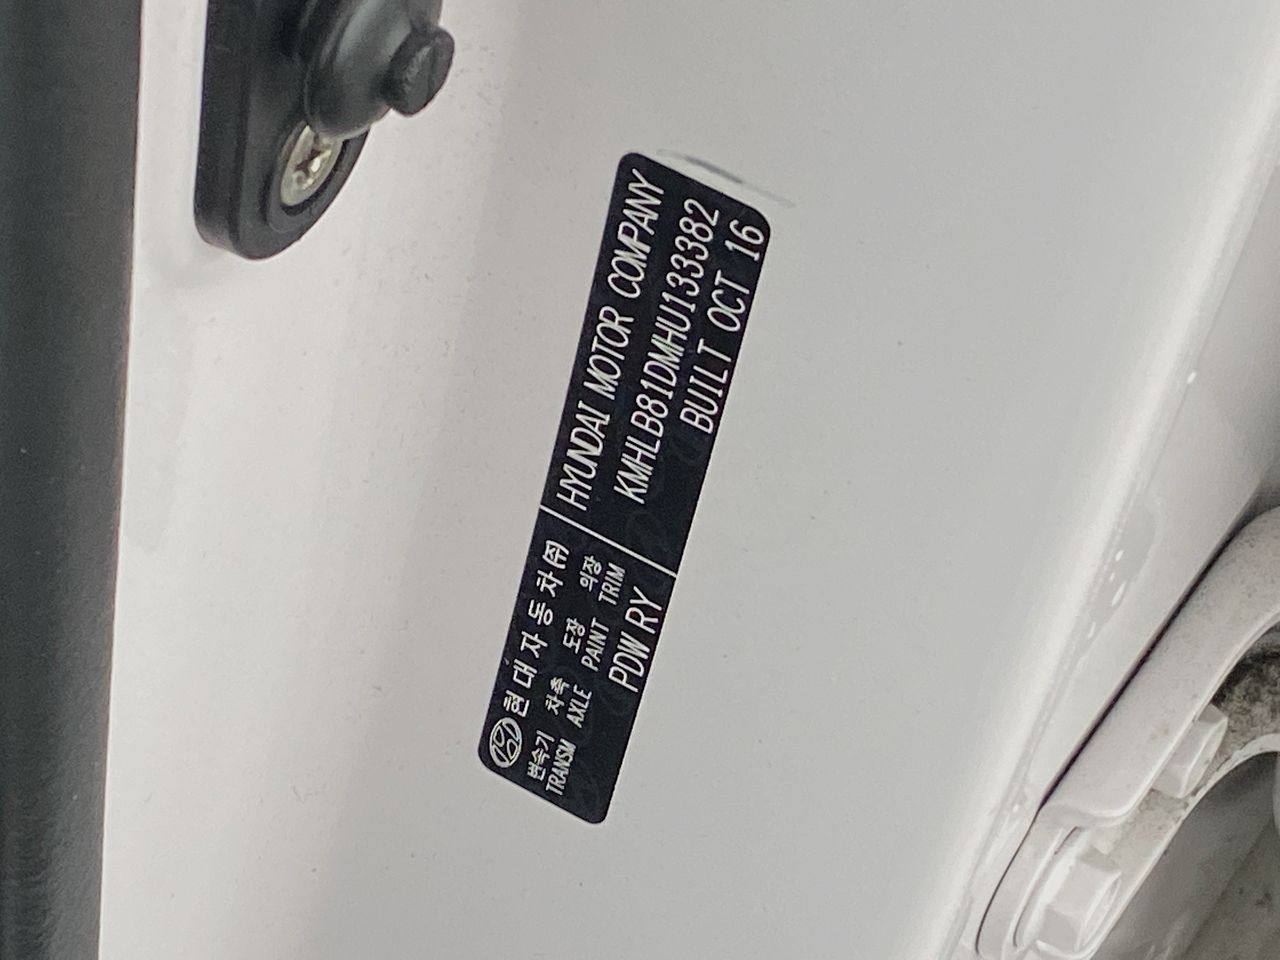 현대자동차(주) HYUNDAI MOTOR COMPANY
변속기 차축 도장 의장 KMHLB81DMHU133382
TRANSM AXLE PAINT TRIM BUILT OCT 16
PDW RY